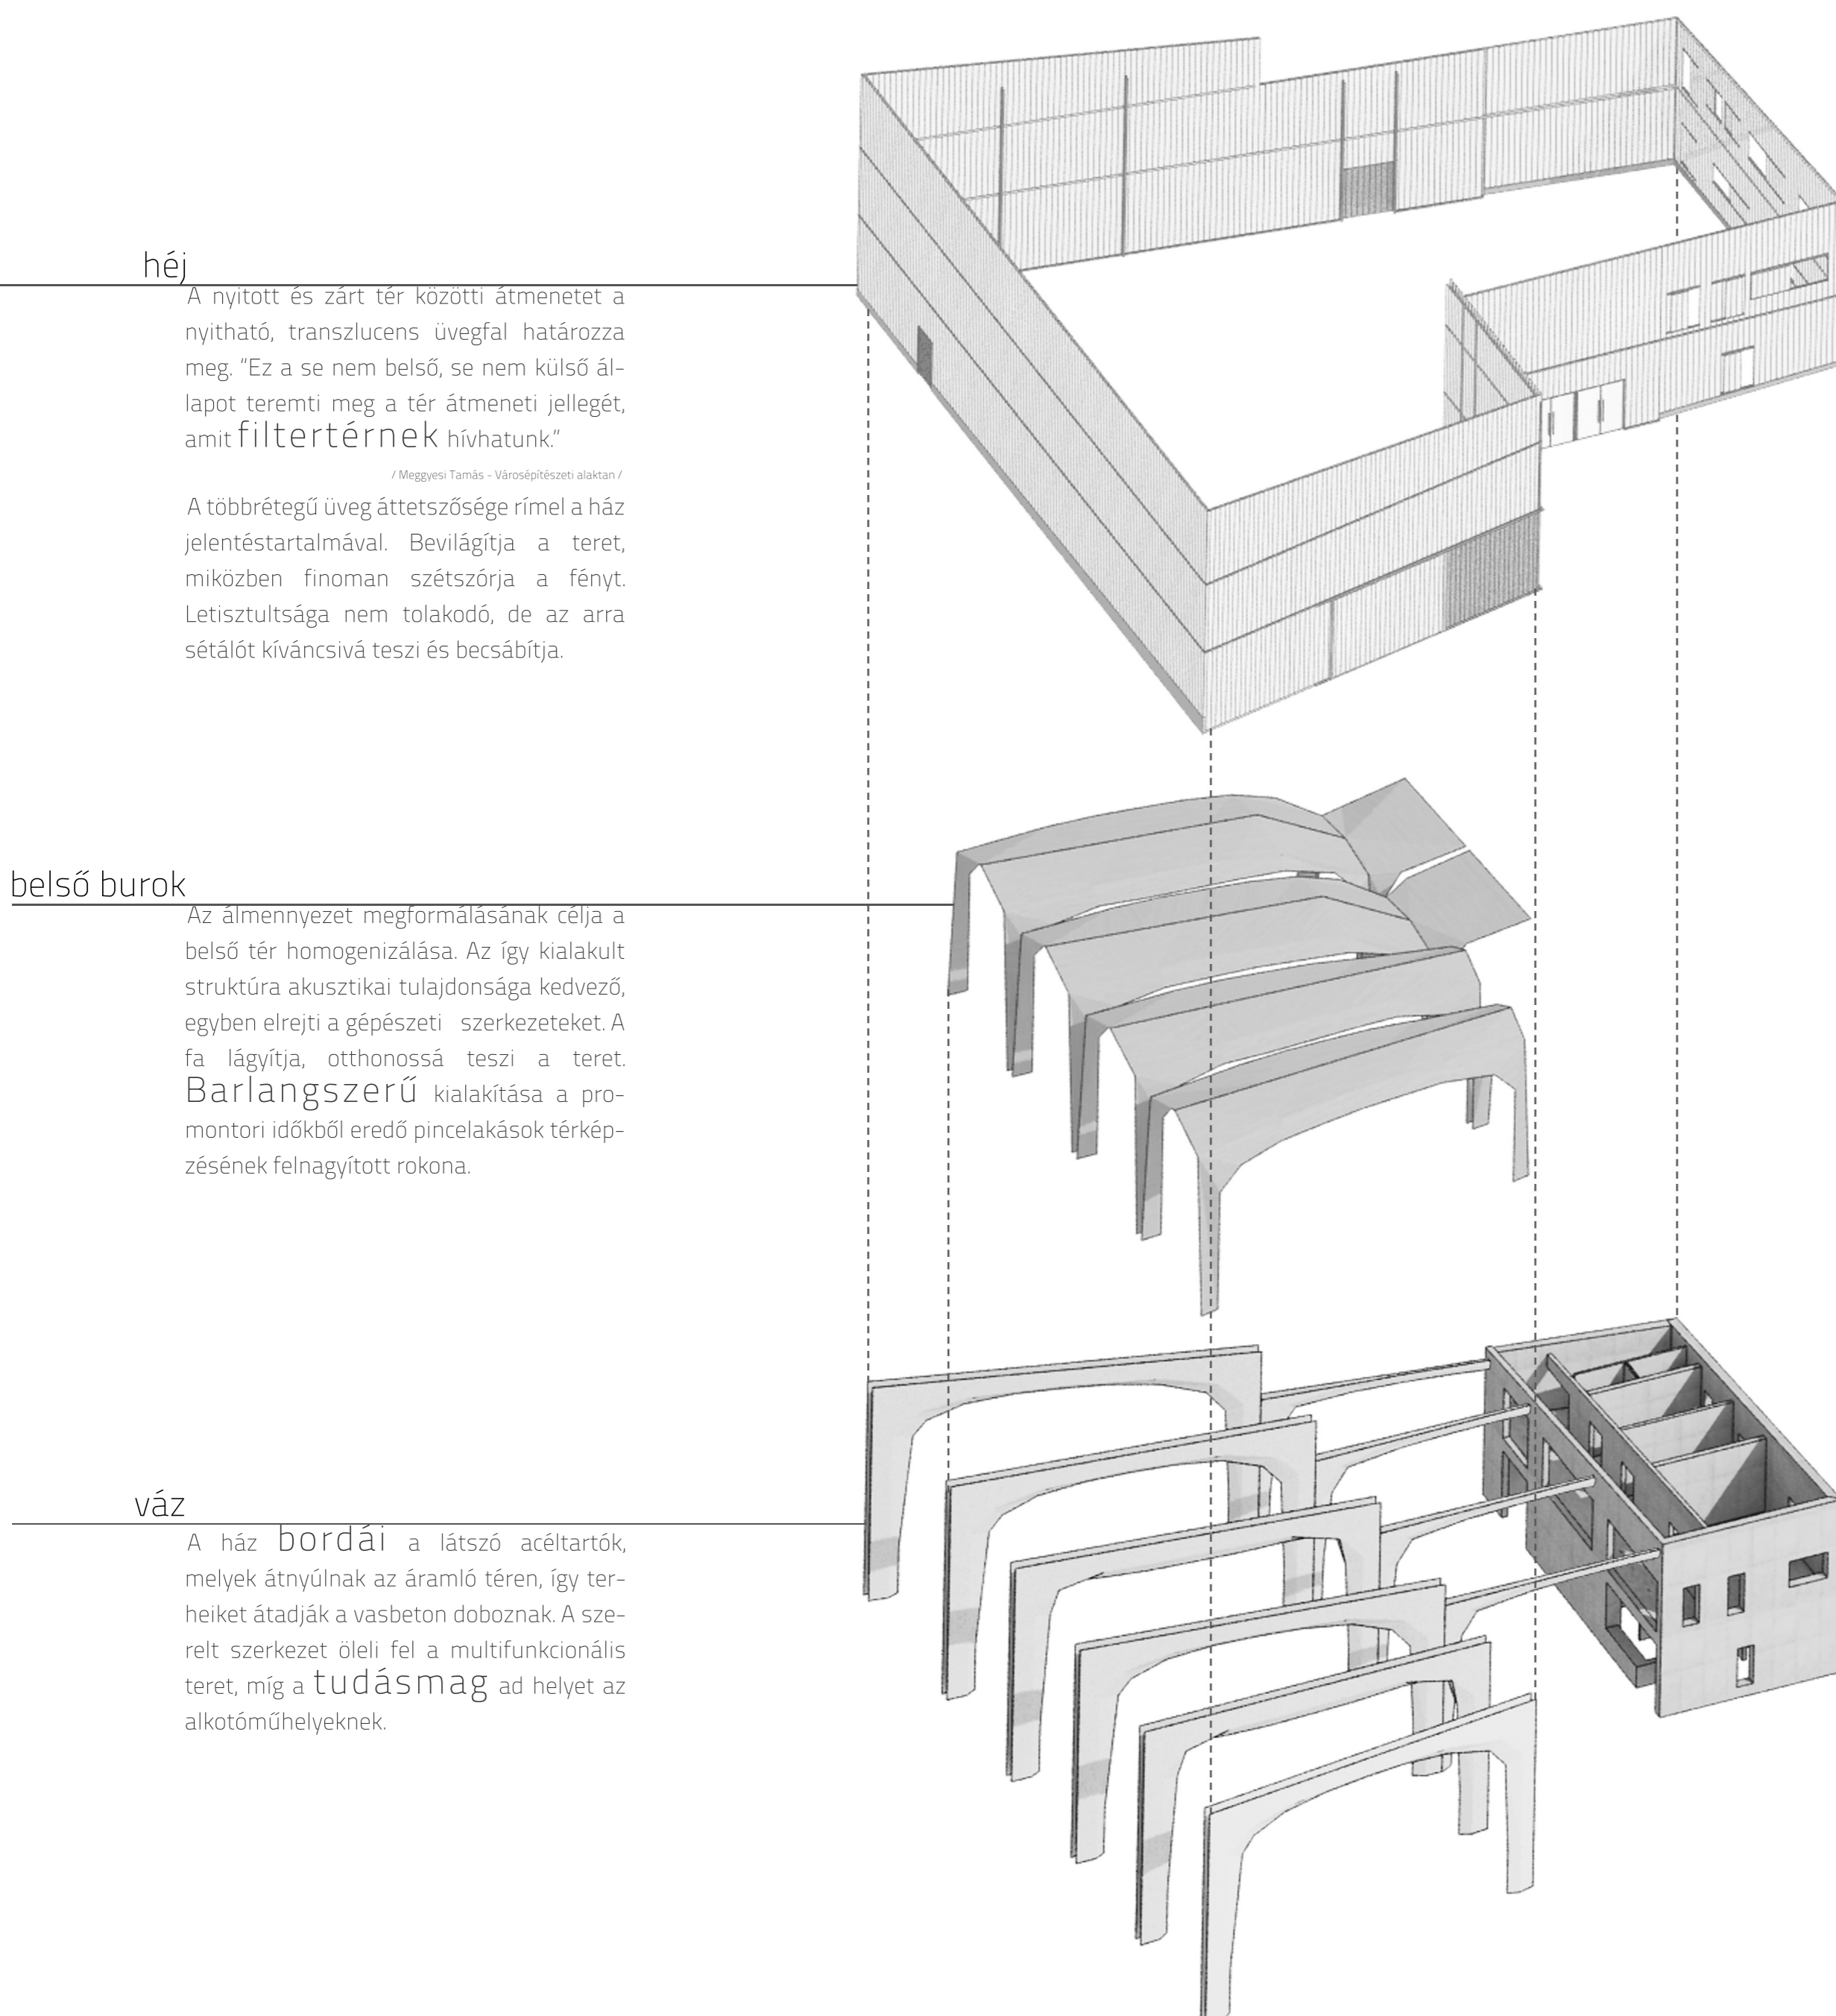 héj
A nyitott és zárt tér közötti átmenetet a
nyitható, transzlucens üvegfal határozza
meg. "Ez a se nem belső, se nem külső ál-
lapot teremti meg a tér átmeneti jellegét,
amit filtertérnek hívhatunk."
/ Meggyesi Tamás - Városépítészeti alaktan /
A többrétegű üveg áttetszősége rímel a ház
jelentéstartalmával. Bevilágítja a teret,
miközben finoman szétszórja a fényt.
Letisztultsága nem tolakodó, de az arra
sétálót kíváncsivá teszi és becsábítja.
belső burok
Az álmennyezet megformálásának célja a
belső tér homogenizálása. Az így kialakult
struktúra akusztikai tulajdonsága kedvező,
egyben elrejti a gépészeti szerkezeteket. A
fa lágyítja, otthonossá teszi a teret.
Barlangszerű kialakítása a pro-
montori időkből eredő pincelakások térkép-
zésének felnagyított rokona.
váz
A ház bordái a látszó acéltartók,
melyek átnyúlnak az áramló téren, így ter-
heiket átadják a vasbeton doboznak. A sze-
relt szerkezet öleli fel a multifunkcionális
teret, míg a tudásmag ad helyet az
alkotóműhelyeknek.